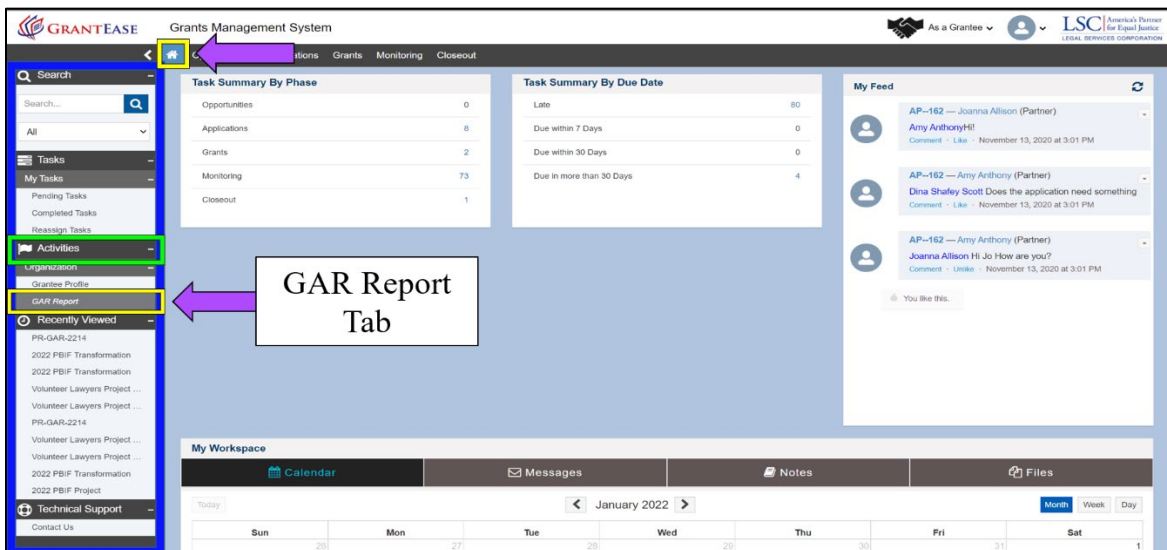 GRANTEASE
Grants Management System
As a Grantee
LSC America's Partner for Equal Justice
LEGAL SERVICES CORPORATION
Grants Monitoring Closeout
Search
Search...
All
Tasks
My Tasks
Pending Tasks
Completed Tasks
Reassign Tasks
Activities
Organization
Grantee Profile
GAR Report
Recently Viewed
PR-GAR-2214
2022 PBIF Transformation
2022 PBIF Transformation
Volunteer Lawyers Project ...
Volunteer Lawyers Project ...
PR-GAR-2214
Volunteer Lawyers Project ...
Volunteer Lawyers Project ...
2022 PBIF Transformation
2022 PBIF Project
Technical Support
Contact Us
Task Summary By Phase
Opportunities 0
Applications 8
Grants 2
Monitoring 73
Closeout 1
Task Summary By Due Date
Late 80
Due within 7 Days 0
Due within 30 Days 0
Due in more than 30 Days 4
My Feed
AP--162 — Joanna Allison (Partner)
Amy AnthonyHi!
Comment · Like · November 13, 2020 at 3:01 PM
AP--162 — Amy Anthony (Partner)
Dina Shafey Scott Does the application need something
Comment · Like · November 13, 2020 at 3:01 PM
AP--162 — Amy Anthony (Partner)
Joanna Allison Hi Jo How are you?
Comment · Unlike · November 13, 2020 at 3:01 PM
You like this.
GAR Report
Tab
My Workspace
Calendar Messages Notes Files
Today January 2022 Month Week Day
Sun Mon Tue Wed Thu Fri Sat
26 27 28 29 30 31 1